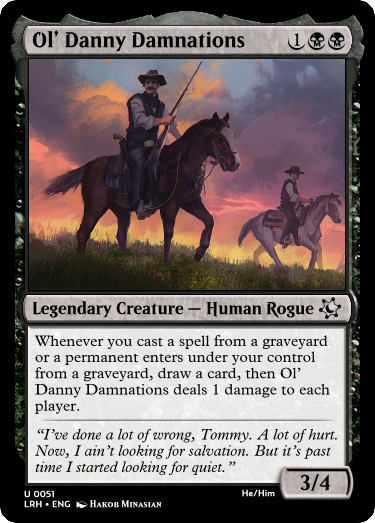 Ol' Danny Damnations 1
Legendary Creature — Human Rogue
Whenever you cast a spell from a graveyard
or a permanent enters under your control
from a graveyard, draw a card, then Ol'
Danny Damnations deals 1 damage to each
player.
“I've done a lot of wrong, Tommy. A lot of hurt.
Now, I ain't looking for salvation. But it's past
time I started looking for quiet.”
3/4
U 0051 He/Him
LRH • ENG Hakob Minasian